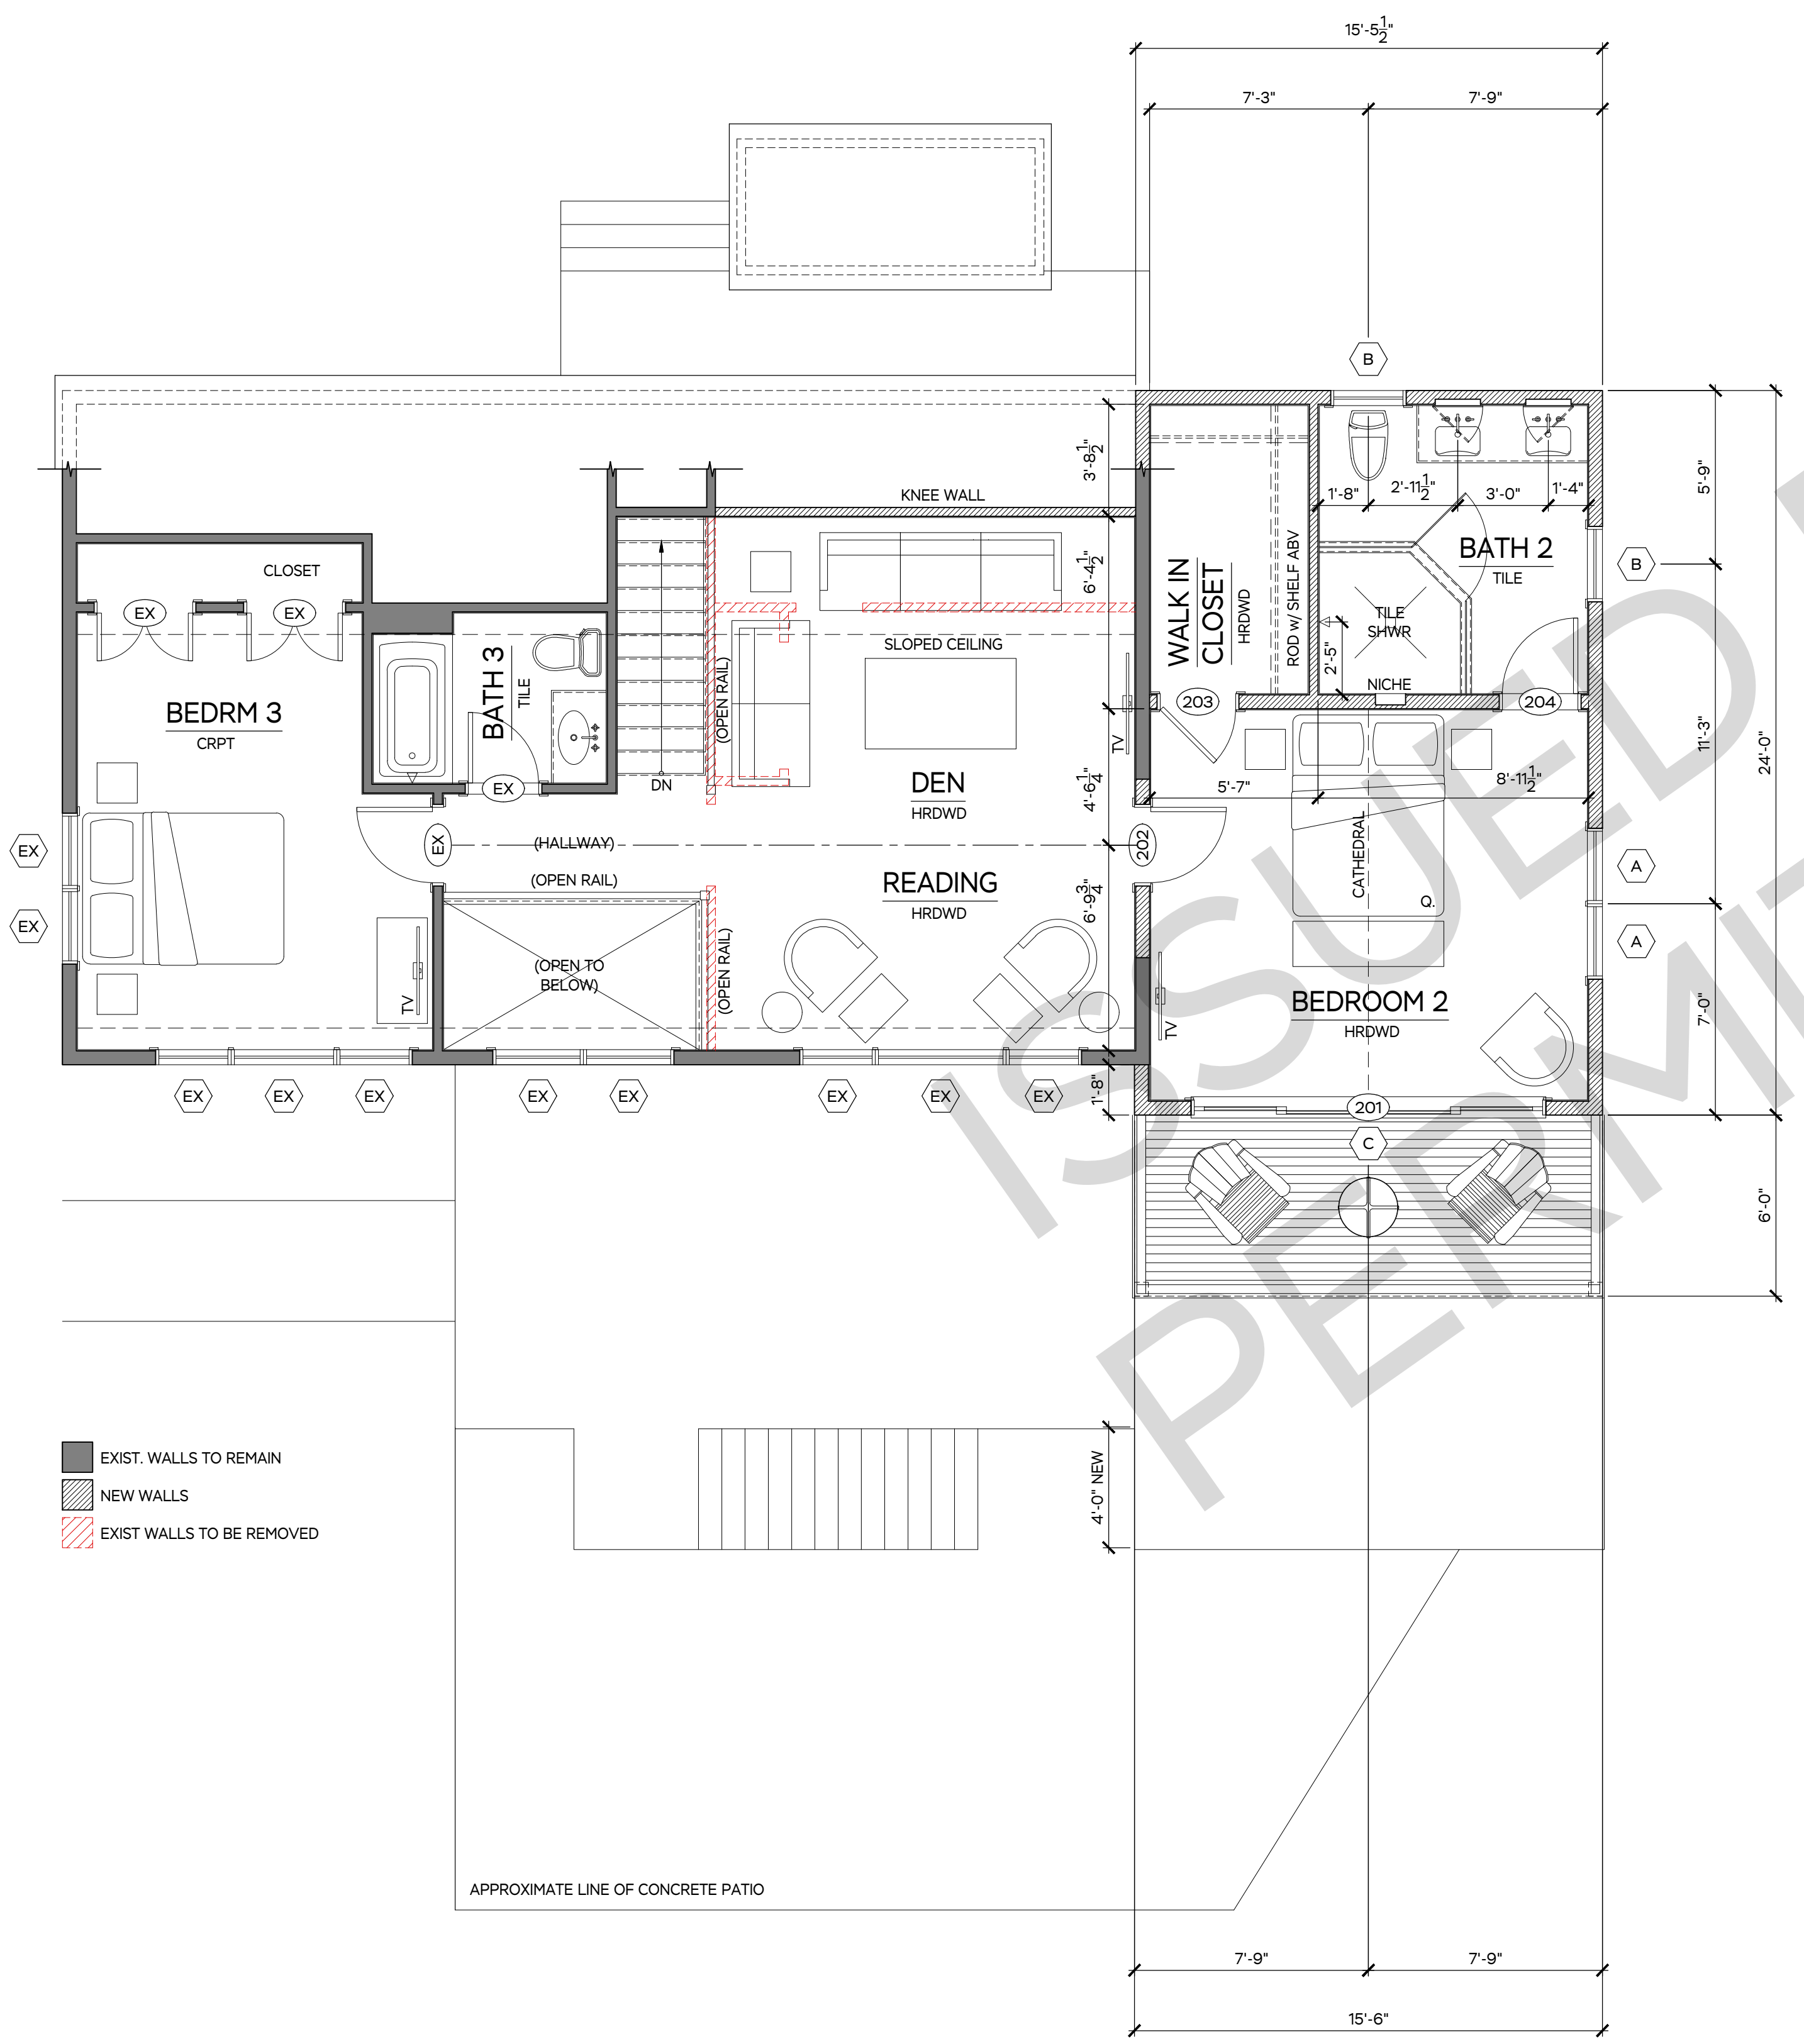 15'-5 1/2"
7'-3"
7'-9"
B
3'-8 1/2"
5'-9"
KNEE WALL
1'-8"
2'-11 1/2"
3'-0"
1'-4"
CLOSET
EX
EX
6'-4 1/2"
WALK IN
CLOSET
HRDWD
ROD w/ SHELF ABV
BATH 2
TILE
B
TILE
SHWR
2'-5"
NICHE
SLOPED CEILING
(OPEN RAIL)
BATH 3
TILE
BEDRM 3
CRPT
203
204
TV
11'-3"
24'-0"
DN
EX
DEN
HRDWD
4'-6 1/4"
5'-7"
8'-11 1/2"
EX
EX
(HALLWAY)
202
CATHEDRAL
A
(OPEN RAIL)
READING
HRDWD
6'-9 3/4"
Q.
EX
A
(OPEN TO
BELOW)
(OPEN RAIL)
TV
TV
BEDROOM 2
HRDWD
7'-0"
EX
EX
EX
EX
EX
EX
EX
EX
1'-8"
201
C
6'-0"
ISSUED
PERMI
EXIST. WALLS TO REMAIN
NEW WALLS
EXIST WALLS TO BE REMOVED
4'-0" NEW
APPROXIMATE LINE OF CONCRETE PATIO
7'-9"
7'-9"
15'-6"